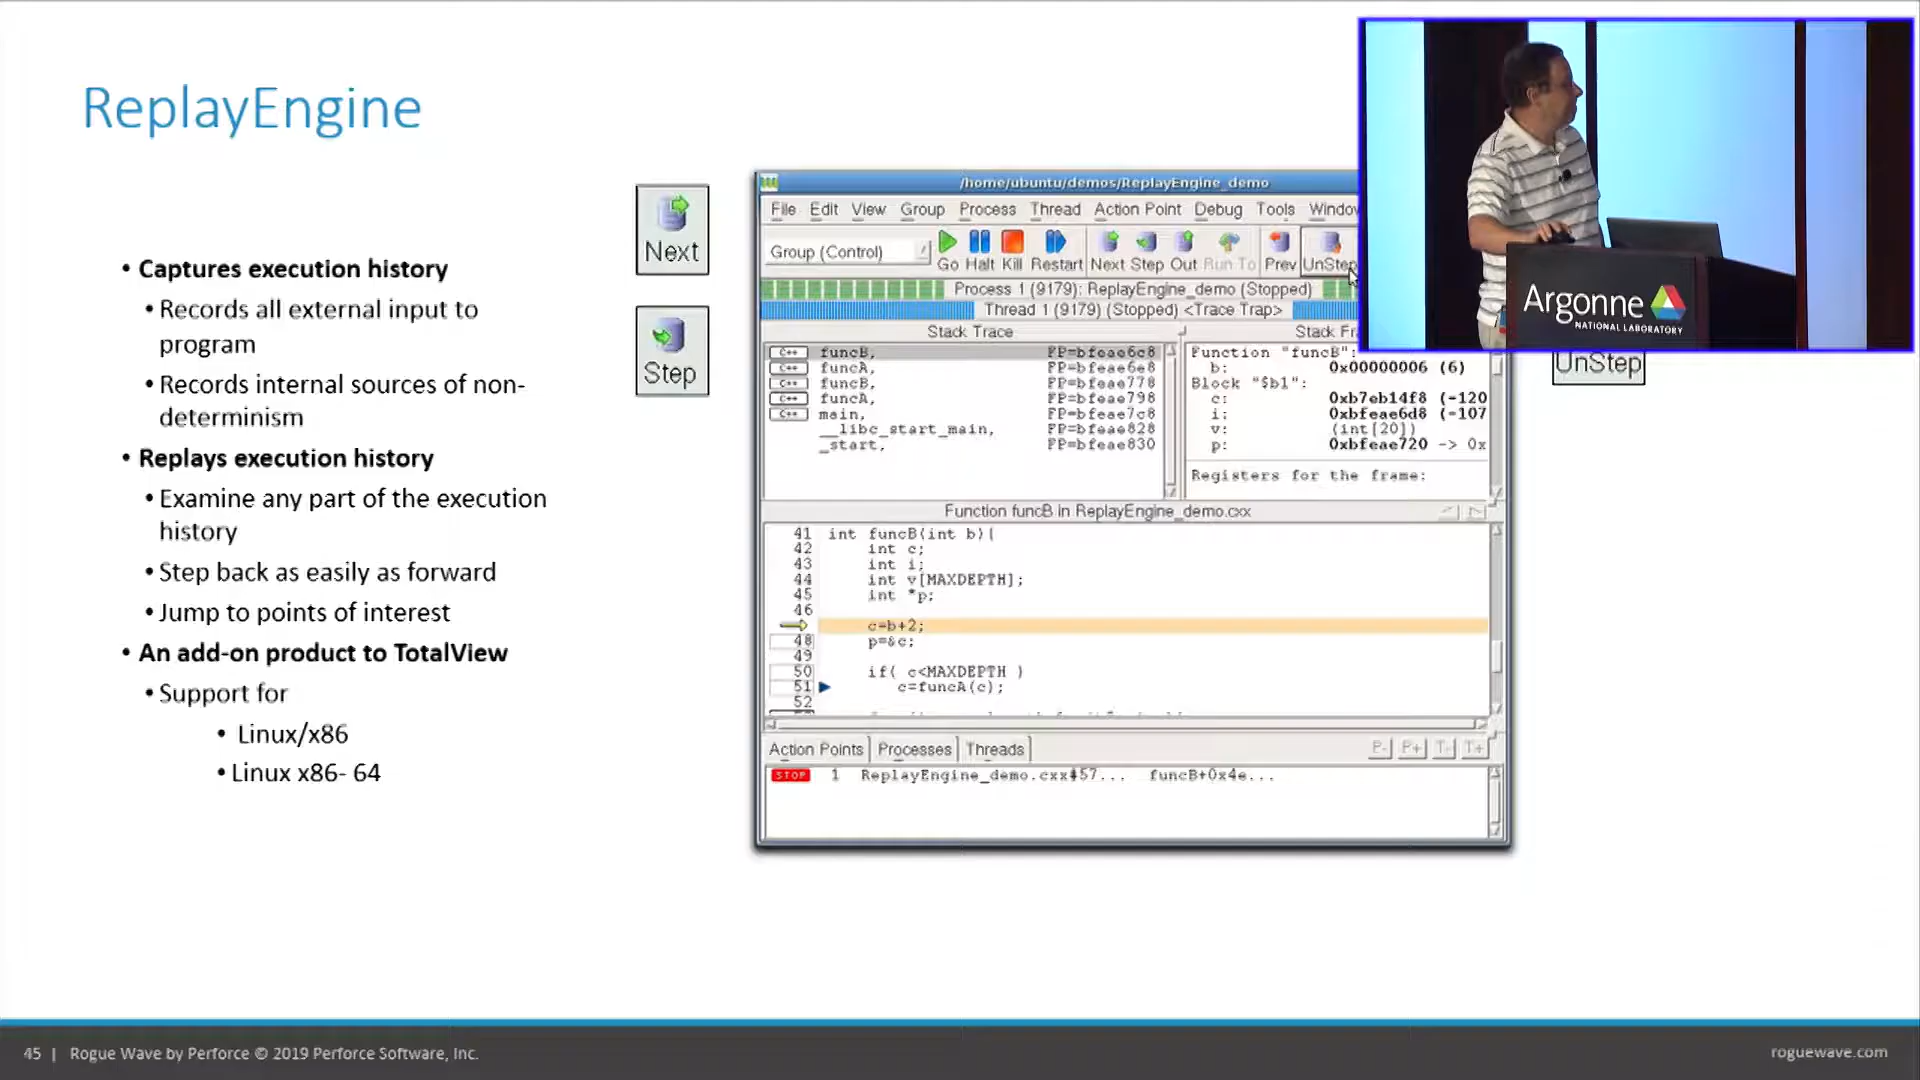 ReplayEngine
• Captures execution history
• Records all external input to
program
• Records internal sources of non-
determinism
• Replays execution history
• Examine any part of the execution
history
• Step back as easily as forward
• Jump to points of interest
• An add-on product to TotalView
• Support for
• Linux/x86
• Linux x86- 64
Next
Step
/home/ubuntu/demos/ReplayEngine_demo
File Edit View Group Process Thread Action Point Debug Tools Window
Group (Control)
Go Halt Kill Restart Next Step Out Run To Prev UnStep
Process 1 (9179): ReplayEngine_demo (Stopped)
Thread 1 (9179) (Stopped) <Trace Trap>
Stack Trace
C++ funcB, FP=bfeae6c8
C++ funcA, FP=bfeae6e8
C++ funcB, FP=bfeae778
C++ funcA, FP=bfeae798
C++ main, FP=bfeae7c8
__libc_start_main, FP=bfeae828
_start, FP=bfeae830
Stack Fr
Function "funcB":
b: 0x00000006 (6)
Block "$b1":
c: 0xb7eb14f8 (-120
i: 0xbfeae6d8 (-107
v: (int[20])
p: 0xbfeae720 -> 0x
Registers for the frame:
Function funcB in ReplayEngine_demo.cxx
41 int funcB(int b){
42 int c;
43 int i;
44 int v[MAXDEPTH];
45 int *p;
46
c=b+2;
48 p=&c;
49
50 if( c<MAXDEPTH )
51 c=funcA(c);
52
Action Points Processes Threads
P- P+ T- T+
STOP 1 ReplayEngine_demo.cxx#57... funcB+0x4e...
UnStep
Argonne
NATIONAL LABORATORY
45 | Rogue Wave by Perforce © 2019 Perforce Software, Inc.
roguewave.com